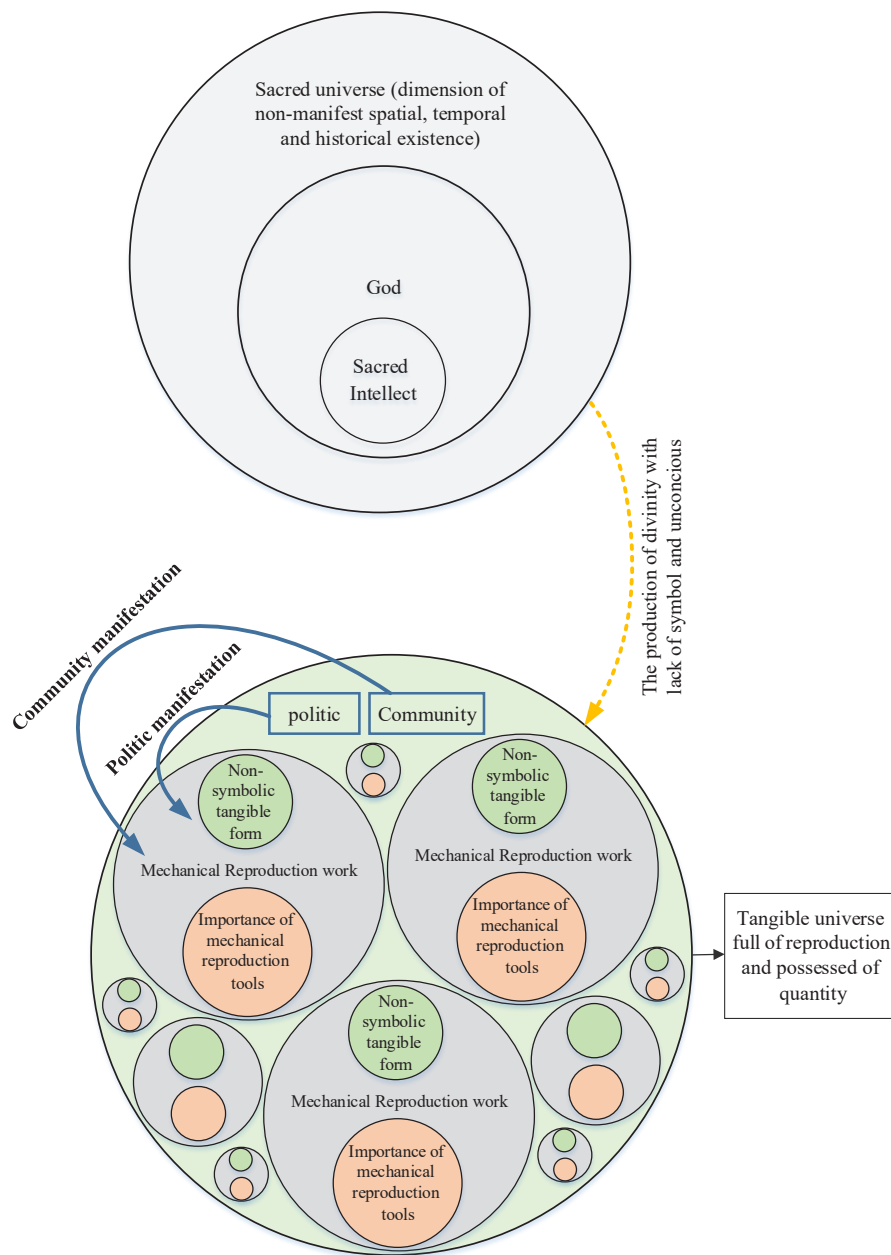 Sacred universe (dimension of
non-manifest spatial, temporal
and historical existence)
God
Sacred
Intellect
The production of divinity with
lack of symbol and unconcious
Community manifestation
Politic manifestation
politic
Community
Non-
symbolic
tangible
form
Mechanical Reproduction work
Importance of
mechanical
reproduction
tools
Non-
symbolic
tangible
form
Mechanical Reproduction work
Importance of
mechanical
reproduction
tools
Tangible universe
full of reproduction
and possessed of
quantity
Non-
symbolic
tangible
form
Mechanical Reproduction work
Importance of
mechanical
reproduction
tools